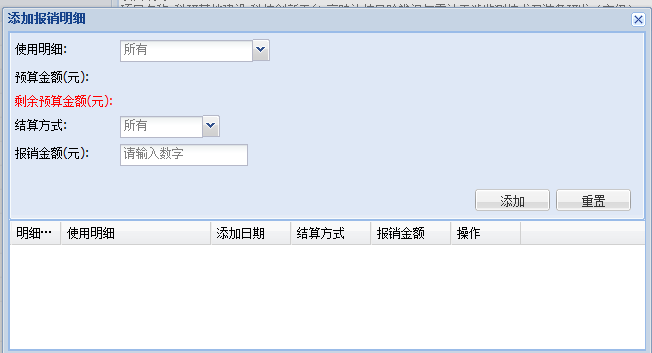 添加报销明细
使用明细:
所有
预算金额(元):
剩余预算金额(元):
结算方式:
所有
报销金额(元):
请输入数字
添加 重置
明细… 使用明细 添加日期 结算方式 报销金额 操作